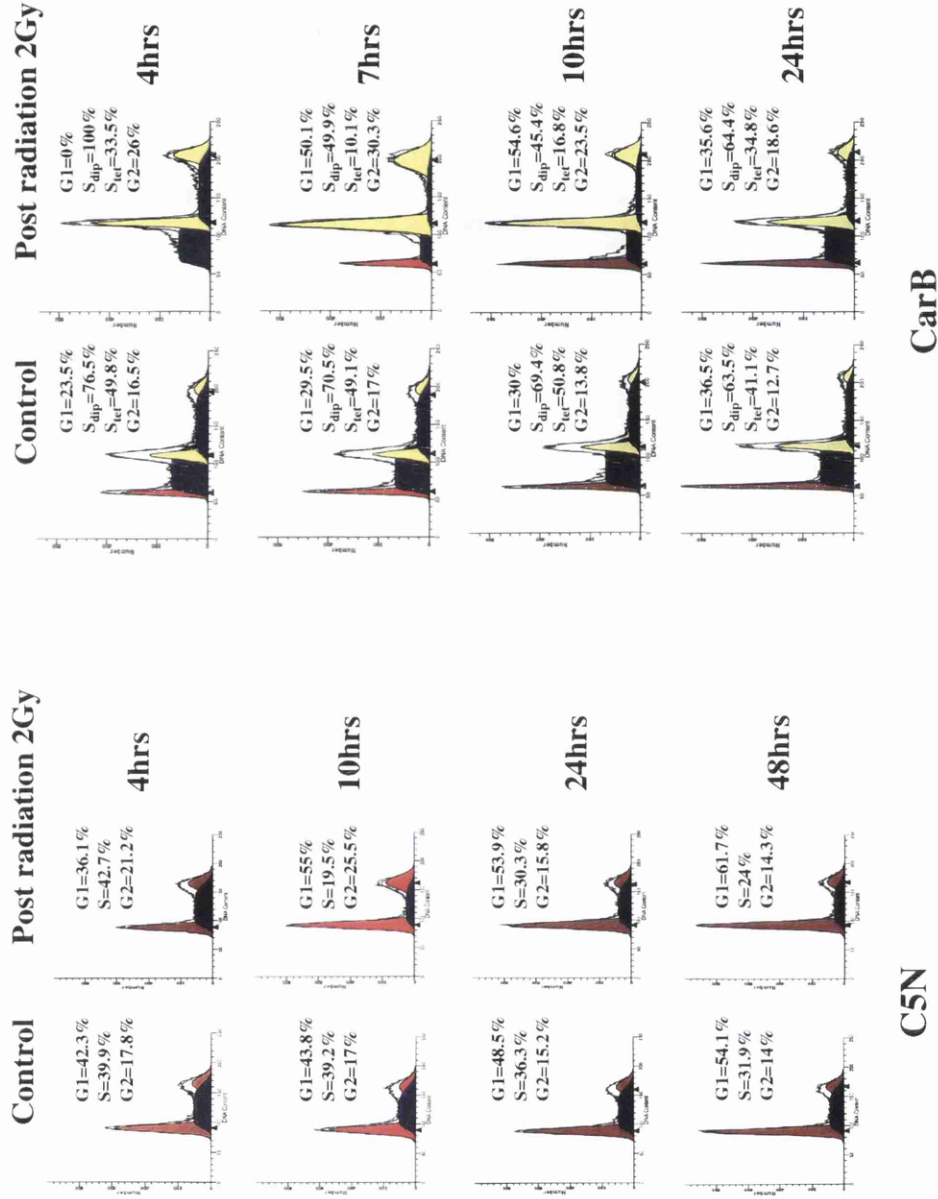 Control
Post radiation 2Gy
G1=42.3%
S=39.9%
G2=17.8%
G1=36.1%
S=42.7%
G2=21.2%
4hrs
G1=43.8%
S=39.2%
G2=17%
G1=55%
S=19.5%
G2=25.5%
10hrs
G1=48.5%
S=36.3%
G2=15.2%
G1=53.9%
S=30.3%
G2=15.8%
24hrs
G1=54.1%
S=31.9%
G2=14%
G1=61.7%
S=24%
G2=14.3%
48hrs
C5N
Control
Post radiation 2Gy
G1=23.5%
Sdip=76.5%
Stet=49.8%
G2=16.5%
G1=0%
Sdip=100%
Stet=33.5%
G2=26%
4hrs
G1=29.5%
Sdip=70.5%
Stet=49.1%
G2=17%
G1=50.1%
Sdip=49.9%
Stet=10.1%
G2=30.3%
7hrs
G1=30%
Sdip=69.4%
Stet=50.8%
G2=13.8%
G1=54.6%
Sdip=45.4%
Stet=16.8%
G2=23.5%
10hrs
G1=36.5%
Sdip=63.5%
Stet=41.1%
G2=12.7%
G1=35.6%
Sdip=64.4%
Stet=34.8%
G2=18.6%
24hrs
CarB
Number
DNA Content